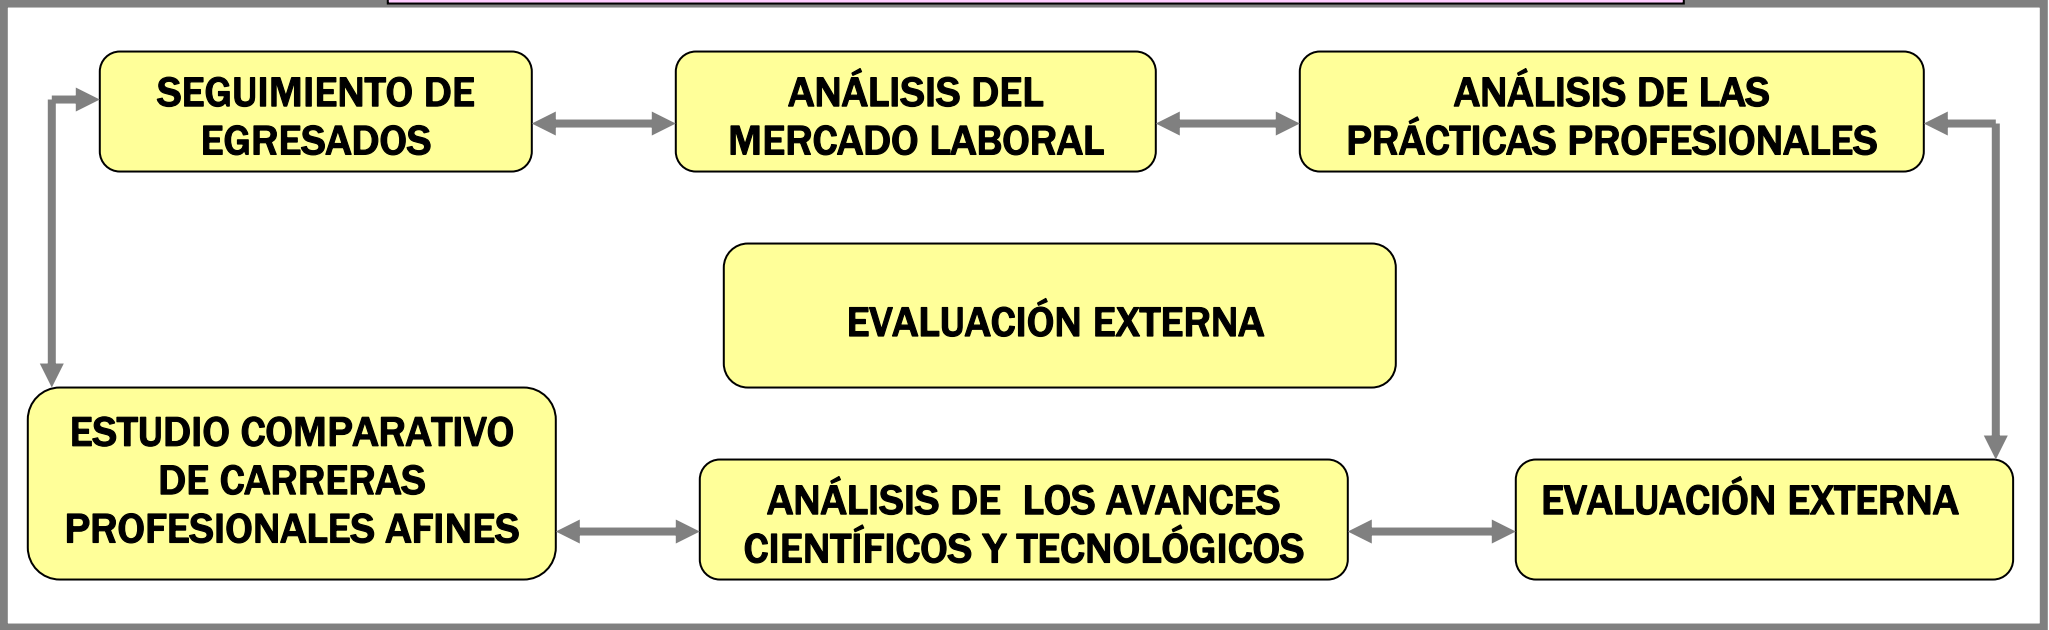 SEGUIMIENTO DE
EGRESADOS
ANÁLISIS DEL
MERCADO LABORAL
ANÁLISIS DE LAS
PRÁCTICAS PROFESIONALES
EVALUACIÓN EXTERNA
ESTUDIO COMPARATIVO
DE CARRERAS
PROFESIONALES AFINES
ANÁLISIS DE  LOS AVANCES
CIENTÍFICOS Y TECNOLÓGICOS
EVALUACIÓN EXTERNA